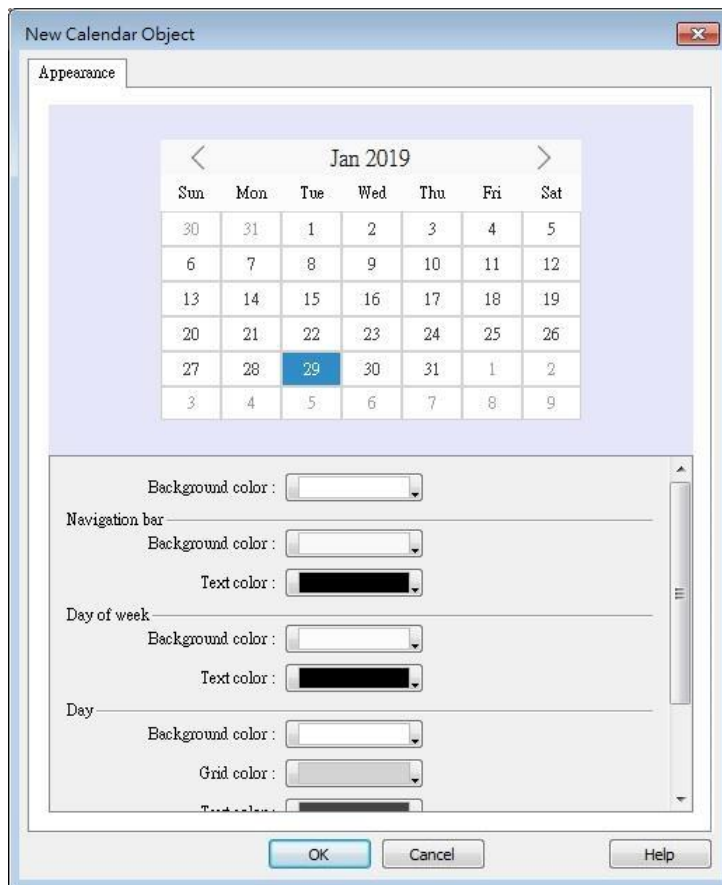 New Calendar Object
Appearance
Jan 2019
Sun Mon Tue Wed Thu Fri Sat
30 31 1 2 3 4 5
6 7 8 9 10 11 12
13 14 15 16 17 18 19
20 21 22 23 24 25 26
27 28 29 30 31 1 2
3 4 5 6 7 8 9
Background color :
Navigation bar
Background color :
Text color :
Day of week
Background color :
Text color :
Day
Background color :
Grid color :
OK Cancel Help